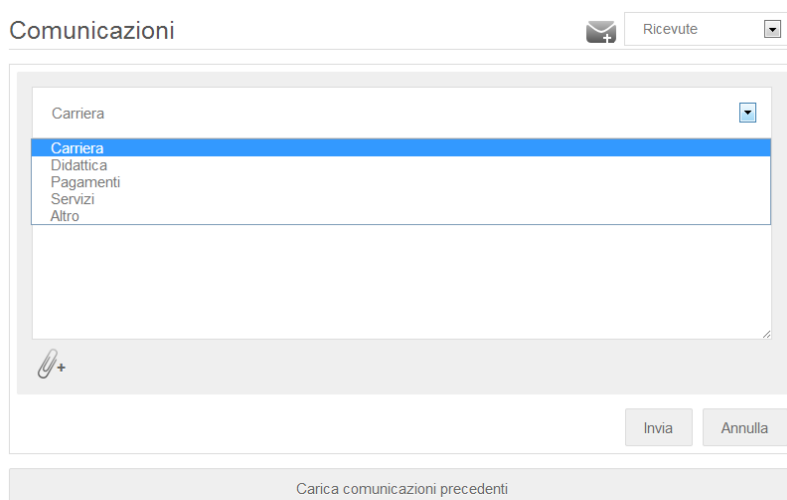 Comunicazioni
Ricevute
Carriera
Carriera
Didattica
Pagamenti
Servizi
Altro
Invia
Annulla
Carica comunicazioni precedenti